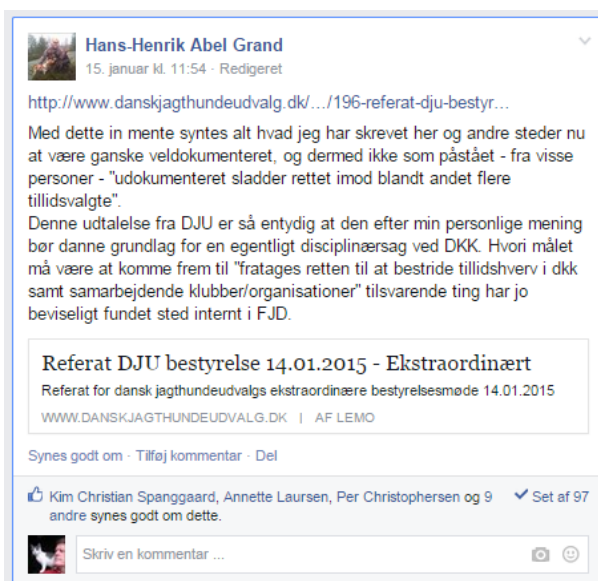 Hans-Henrik Abel Grand
15. januar kl. 11:54 · Redigeret
http://www.danskjagthundeudvalg.dk/.../196-referat-dju-bestyr...
Med dette in mente syntes alt hvad jeg har skrevet her og andre steder nu
at være ganske veldokumenteret, og dermed ikke som påstået - fra visse
personer - "udokumenteret sladder rettet imod blandt andet flere
tillidsvalgte".
Denne udtalelse fra DJU er så entydig at den efter min personlige mening
bør danne grundlag for en egentligt disciplinærsag ved DKK. Hvori målet
må være at komme frem til "fratages retten til at bestride tillidshverv i dkk
samt samarbejdende klubber/organisationer" tilsvarende ting har jo
beviseligt fundet sted internt i FJD.
Referat DJU bestyrelse 14.01.2015 - Ekstraordinært
Referat for dansk jagthundeudvalgs ekstraordinære bestyrelsesmøde 14.01.2015
WWW.DANSKJAGTHUNDEUDVALG.DK | AF LEMO
Synes godt om · Tilføj kommentar · Del
Kim Christian Spanggaard, Annette Laursen, Per Christophersen og 9 ✓ Set af 97
andre synes godt om dette.
Skriv en kommentar ...